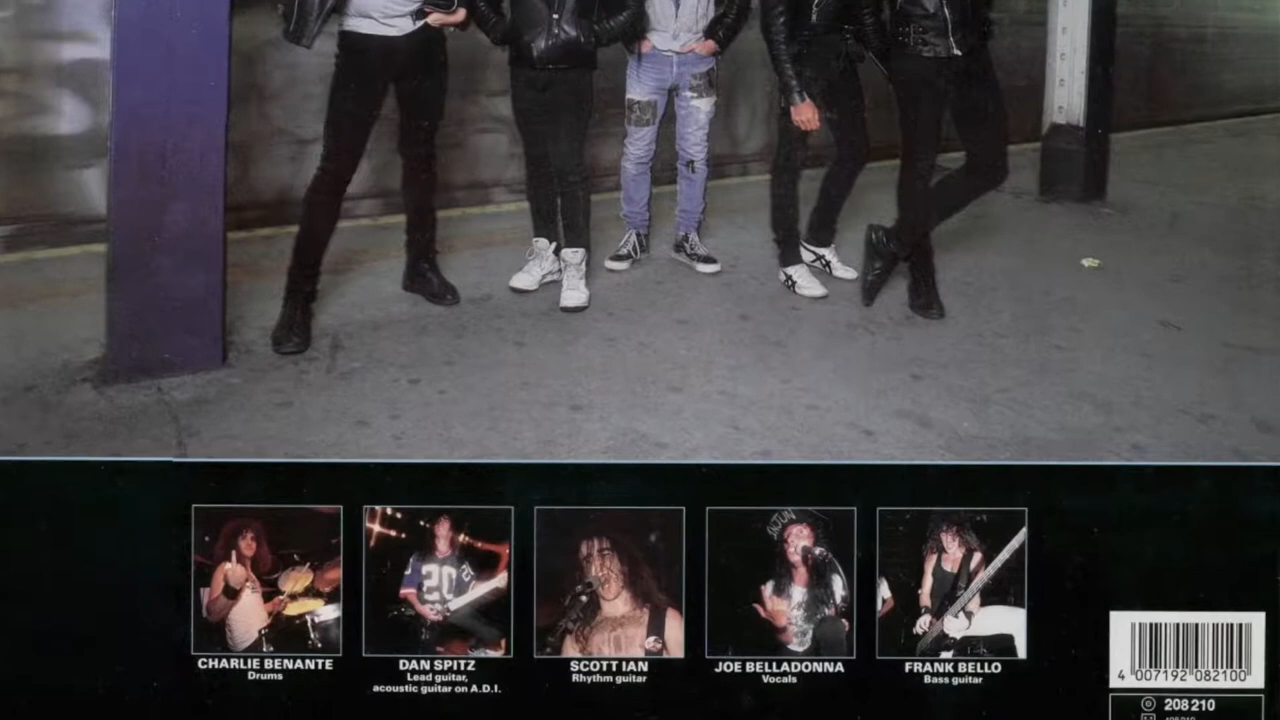 20
CHARLIE BENANTE
Drums
DAN SPITZ
Lead guitar,
acoustic guitar on A.D.I.
SCOTT IAN
Rhythm guitar
JOE BELLADONNA
Vocals
FRANK BELLO
Bass guitar
4 007192 082100
208 210